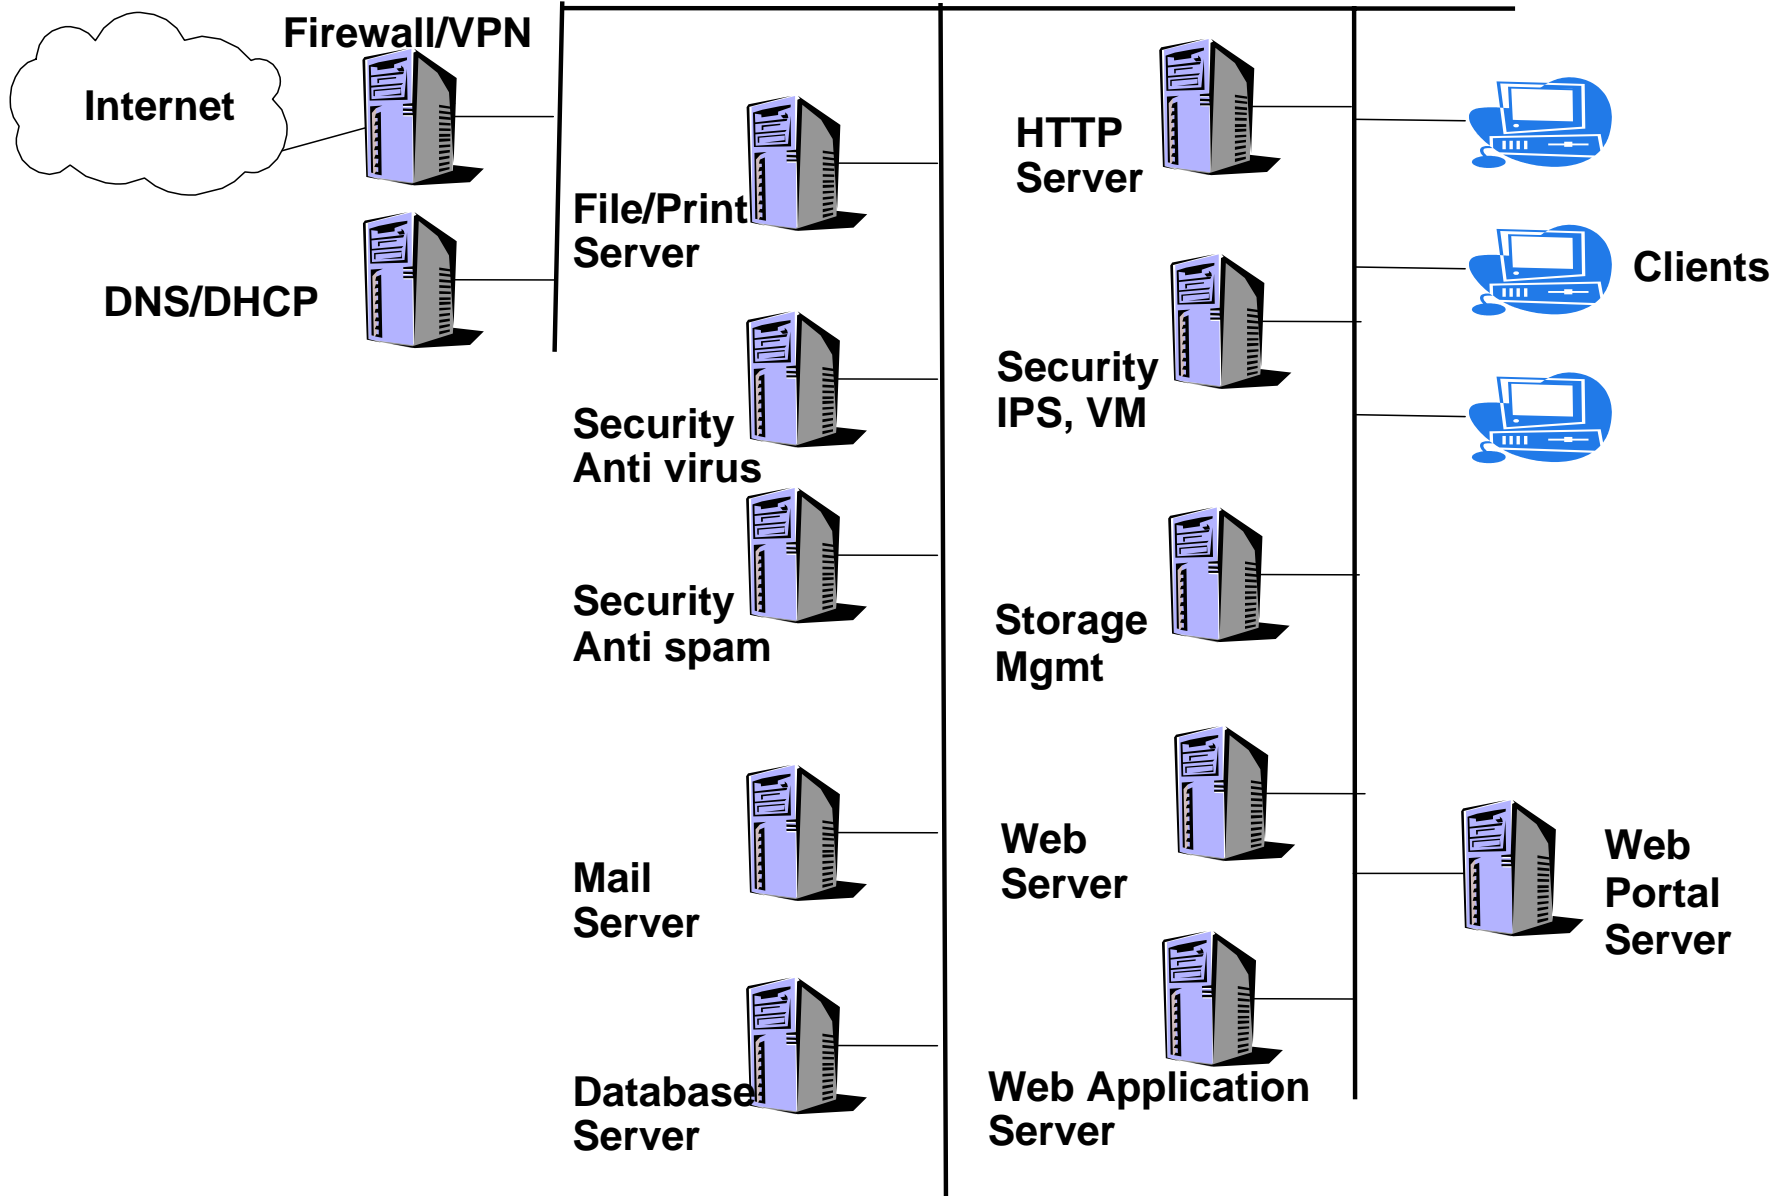 Firewall/VPN
Internet
DNS/DHCP
File/Print
Server
Security
Anti virus
Security
Anti spam
Mail
Server
Database
Server
HTTP
Server
Security
IPS, VM
Storage
Mgmt
Web
Server
Web Application
Server
Clients
Web
Portal
Server